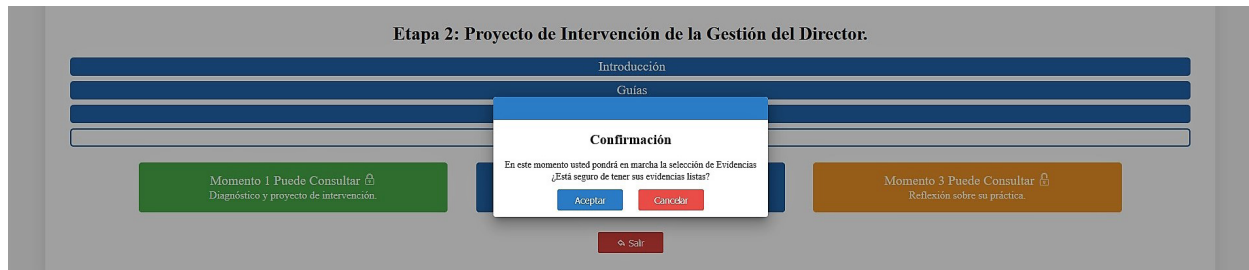 Etapa 2: Proyecto de Intervención de la Gestión del Director.
Introducción
Guías
Confirmación
En este momento usted pondrá en marcha la selección de Evidencias
¿Está seguro de tener sus evidencias listas?
Aceptar Cancelar
Momento 1 Puede Consultar
Diagnóstico y proyecto de intervención.
Momento 3 Puede Consultar
Reflexión sobre su práctica.
Salir